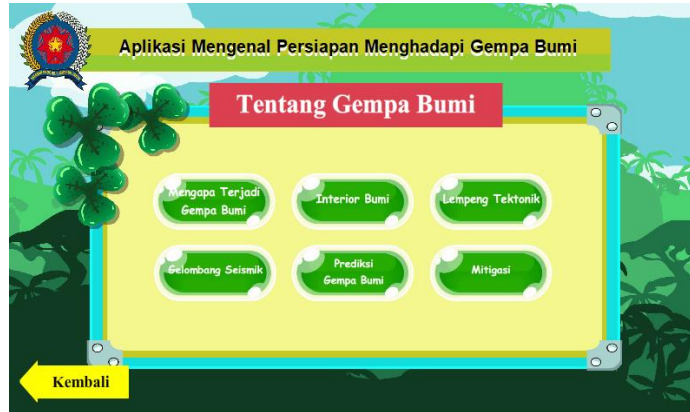 Aplikasi Mengenal Persiapan Menghadapi Gempa Bumi
Tentang Gempa Bumi
Mengapa Terjadi
Gempa Bumi
Interior Bumi
Lempeng Tektonik
Gelombang Seismik
Prediksi
Gempa Bumi
Mitigasi
Kembali